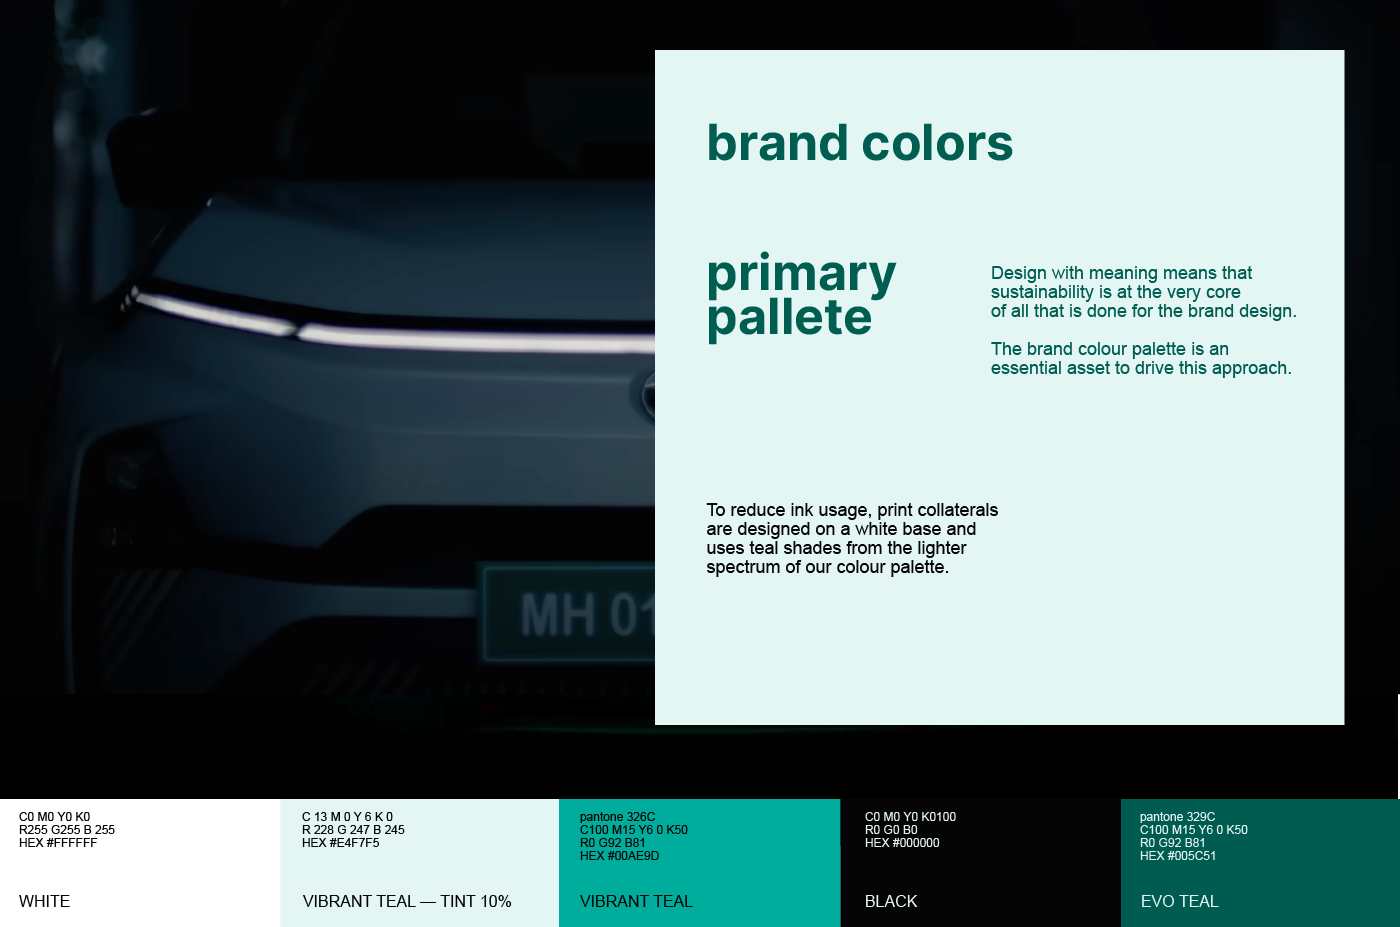 brand colors
primary
pallete
Design with meaning means that
sustainability is at the very core
of all that is done for the brand design.
The brand colour palette is an
essential asset to drive this approach.
To reduce ink usage, print collaterals
are designed on a white base and
uses teal shades from the lighter
spectrum of our colour palette.
MH 01
C0 M0 Y0 K0
R255 G255 B 255
HEX #FFFFFF
WHITE
C 13 M 0 Y 6 K 0
R 228 G 247 B 245
HEX #E4F7F5
VIBRANT TEAL — TINT 10%
pantone 326C
C100 M15 Y6 0 K50
R0 G92 B81
HEX #00AE9D
VIBRANT TEAL
C0 M0 Y0 K0100
R0 G0 B0
HEX #000000
BLACK
pantone 329C
C100 M15 Y6 0 K50
R0 G92 B81
HEX #005C51
EVO TEAL